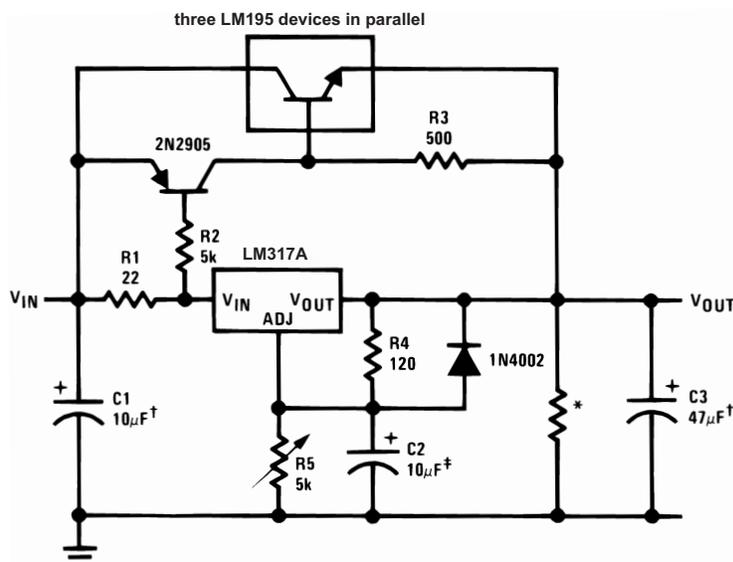 three LM195 devices in parallel
2N2905
R3
500
R2
5k
R1
22
LM317A
VIN
VIN
VOUT
ADJ
VOUT
R4
120
1N4002
+
C1
10μF†
+
C2
10μF‡
R5
5k
*
+
C3
47μF†